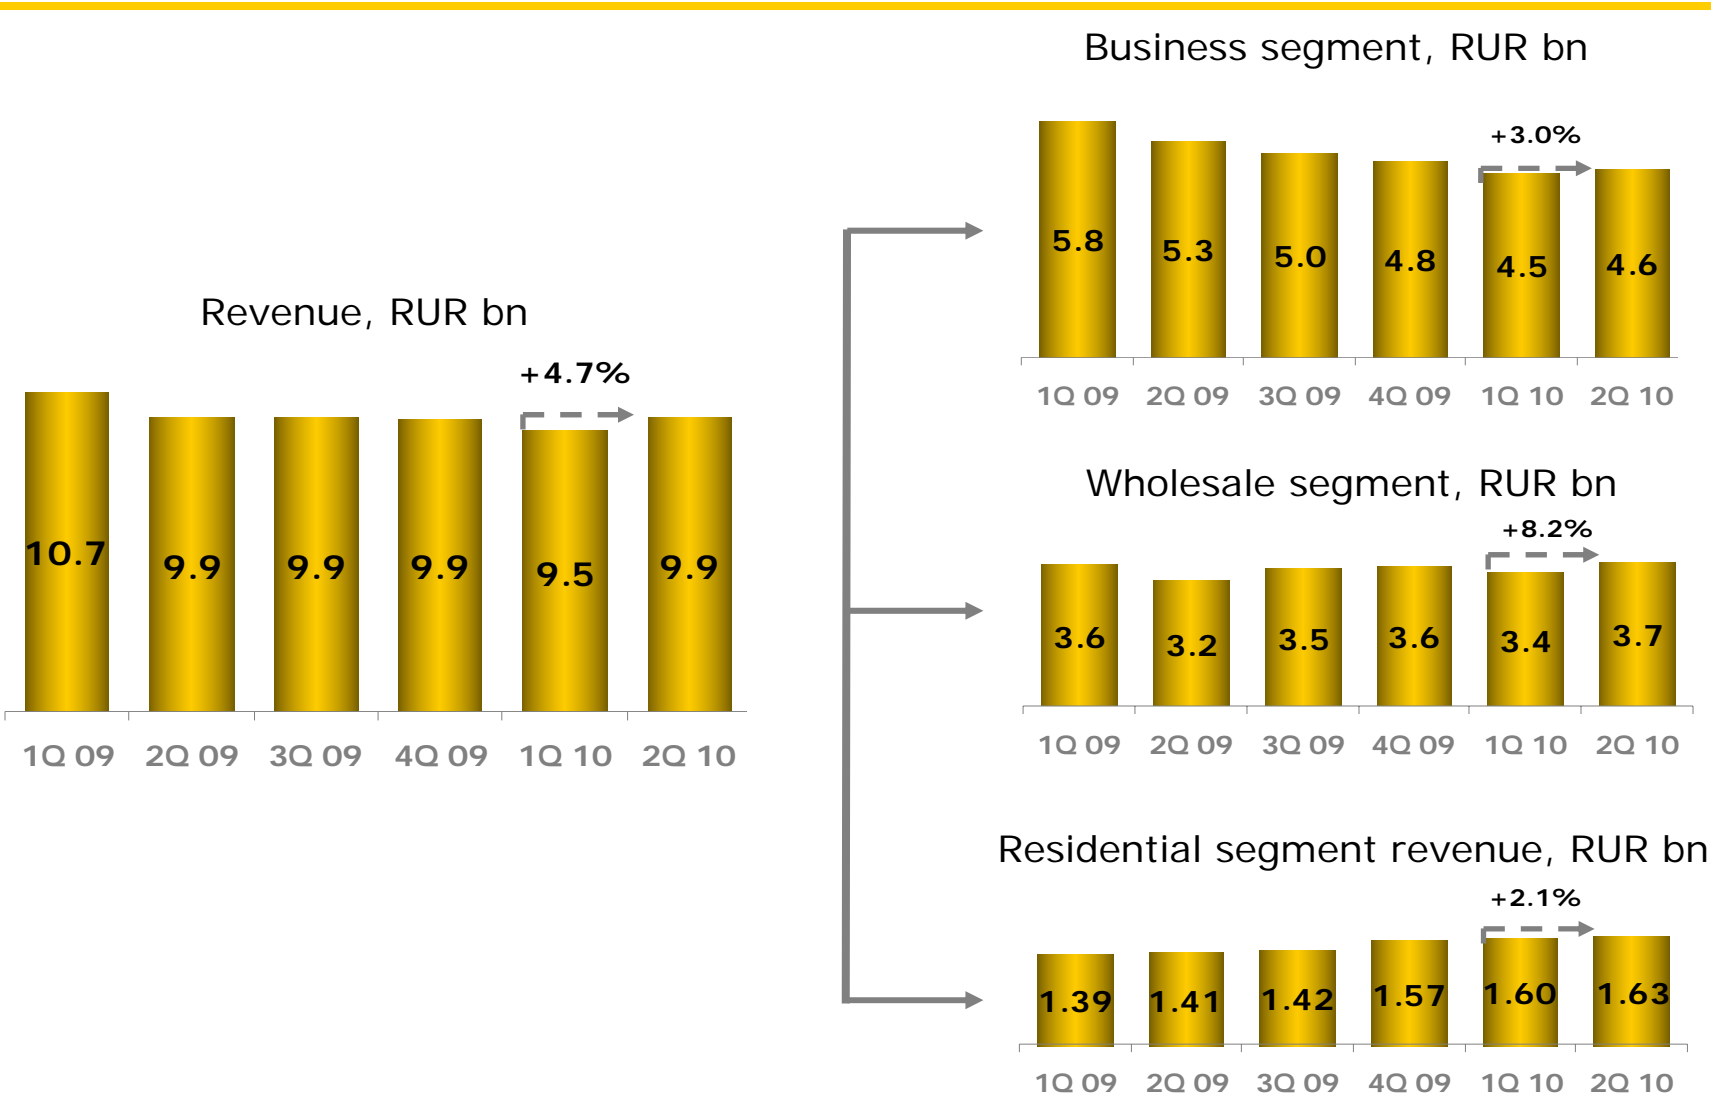 Revenue, RUR bn
+4.7%
10.7 9.9 9.9 9.9 9.5 9.9
1Q 09 2Q 09 3Q 09 4Q 09 1Q 10 2Q 10
Business segment, RUR bn
+3.0%
5.8 5.3 5.0 4.8 4.5 4.6
1Q 09 2Q 09 3Q 09 4Q 09 1Q 10 2Q 10
Wholesale segment, RUR bn
+8.2%
3.6 3.2 3.5 3.6 3.4 3.7
1Q 09 2Q 09 3Q 09 4Q 09 1Q 10 2Q 10
Residential segment revenue, RUR bn
+2.1%
1.39 1.41 1.42 1.57 1.60 1.63
1Q 09 2Q 09 3Q 09 4Q 09 1Q 10 2Q 10